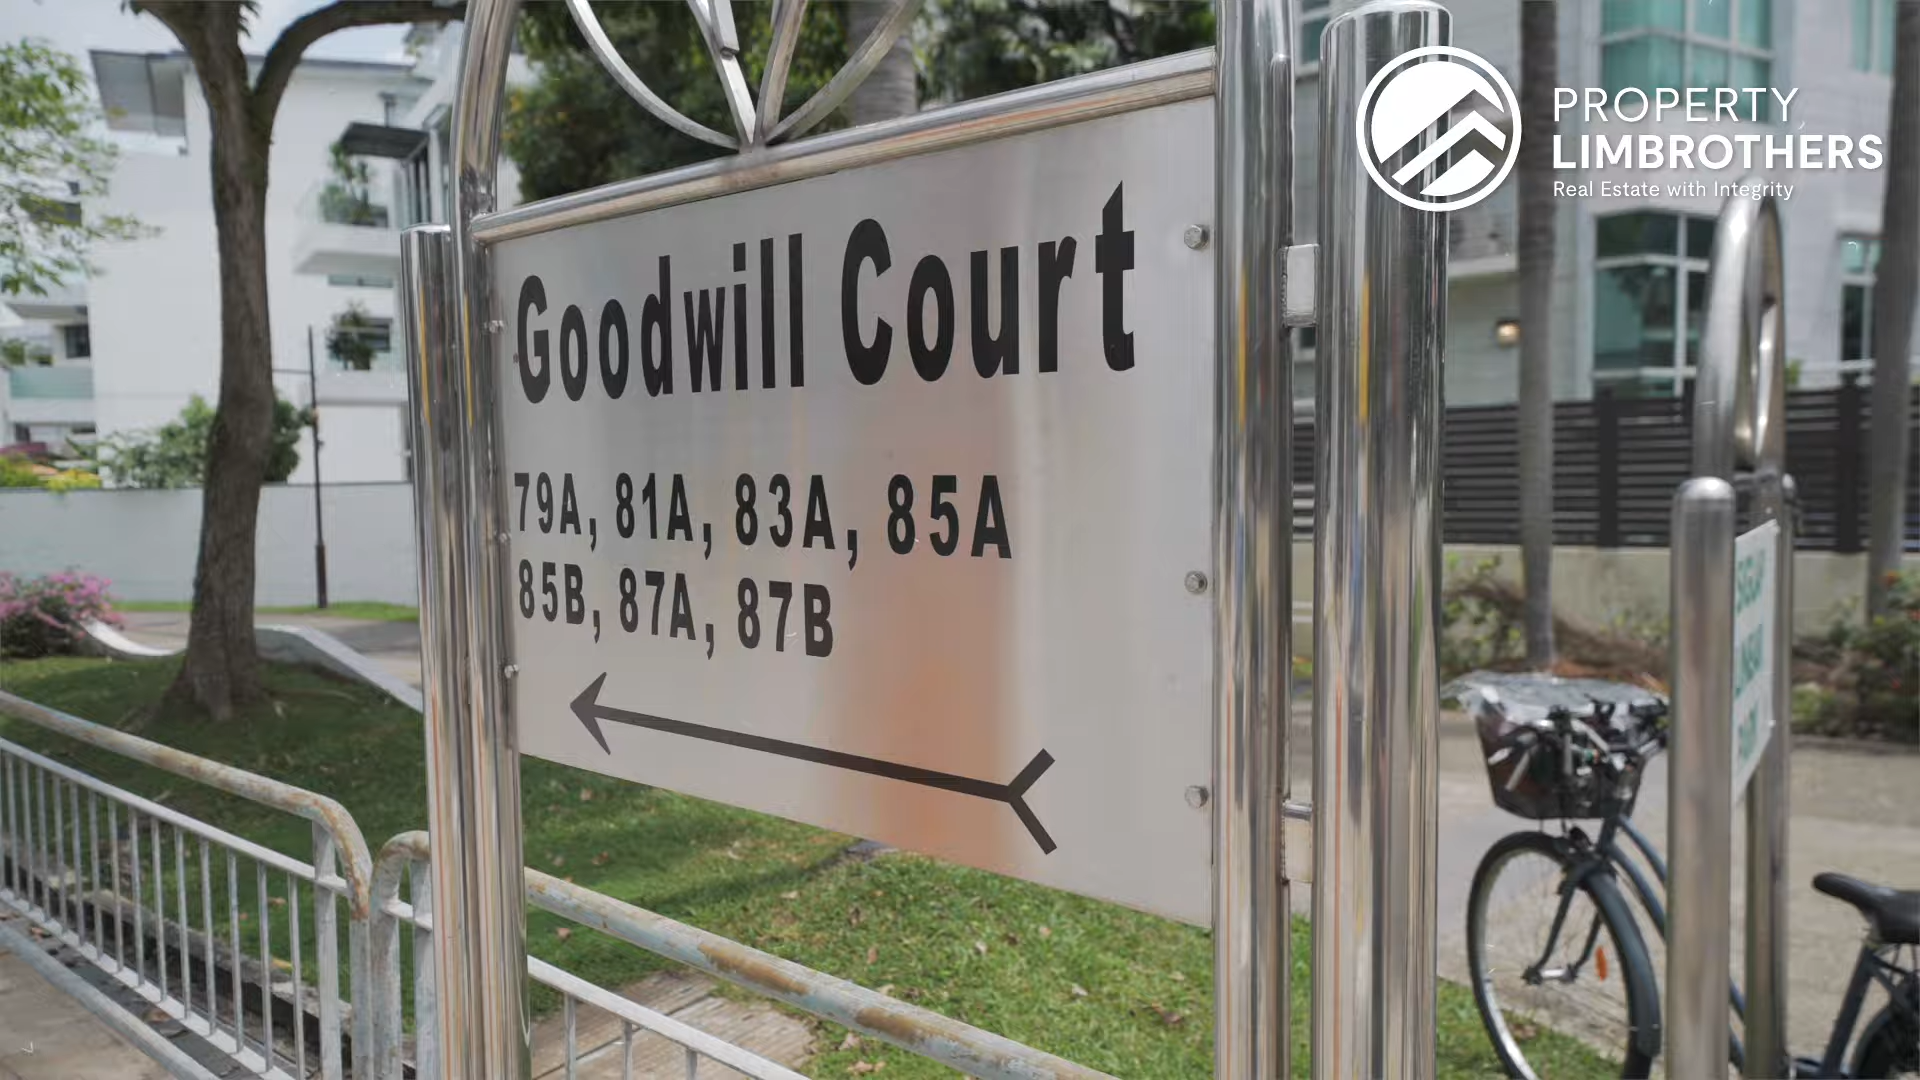 PROPERTY
LIMBROTHERS
Real Estate with Integrity
Goodwill Court
79A, 81A, 83A, 85A
85B, 87A, 87B